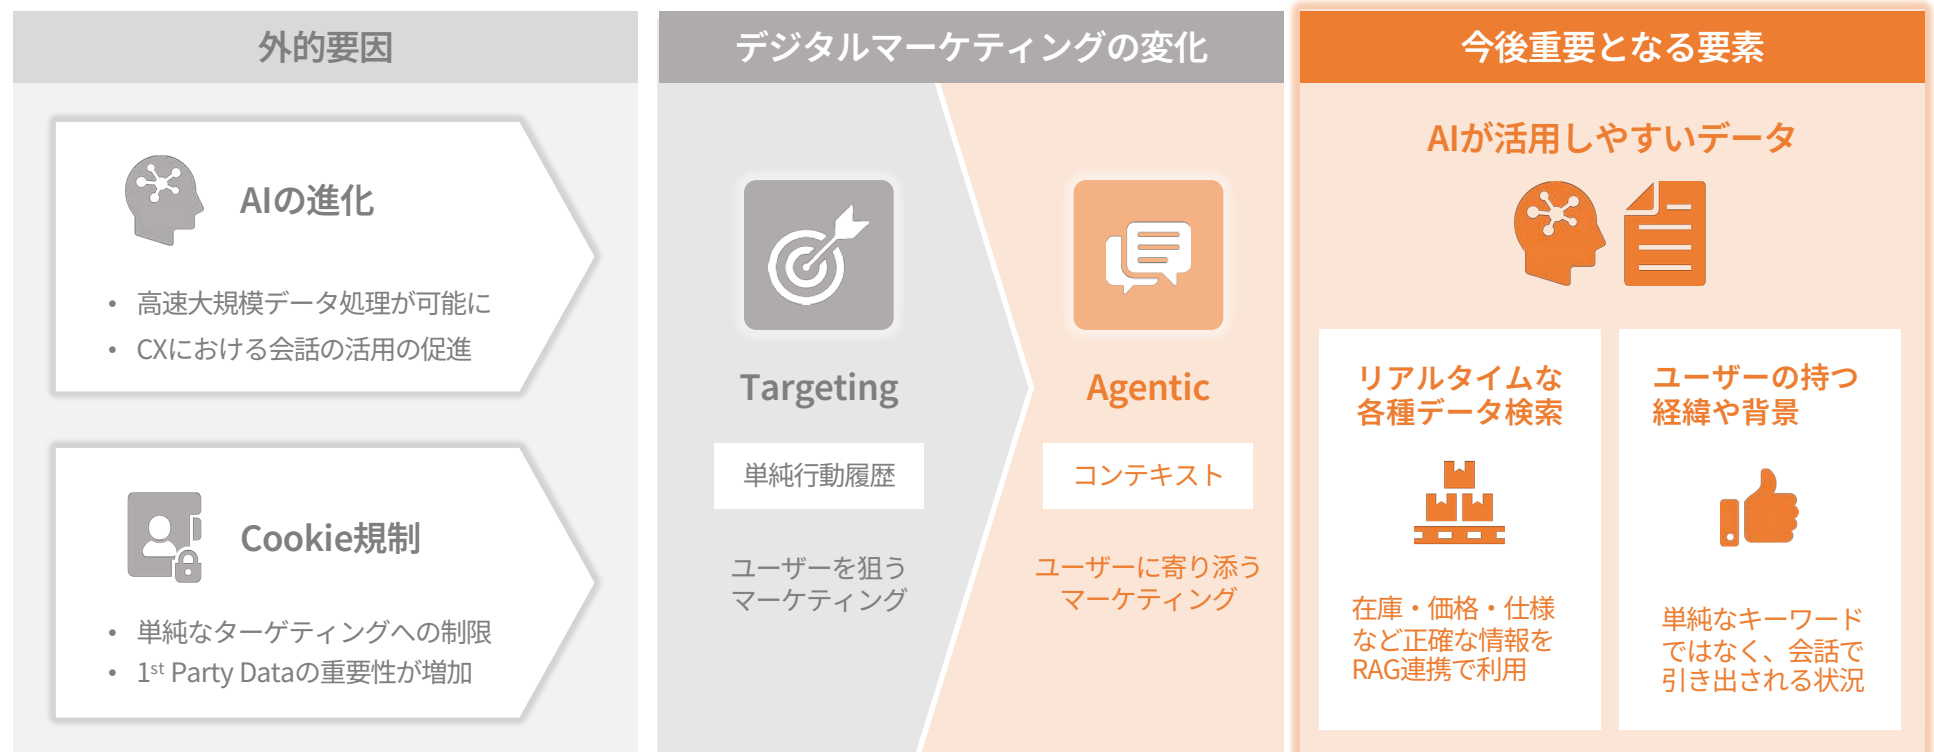 外的要因
AIの進化
• 高速大規模データ処理が可能に
• CXにおける会話の活用の促進
Cookie規制
• 単純なターゲティングへの制限
• 1st Party Dataの重要性が増加
デジタルマーケティングの変化
Targeting
単純行動履歴
ユーザーを狙う
マーケティング
Agentic
コンテキスト
ユーザーに寄り添う
マーケティング
今後重要となる要素
AIが活用しやすいデータ
リアルタイムな
各種データ検索
在庫・価格・仕様
など正確な情報を
RAG連携で利用
ユーザーの持つ
経緯や背景
単純なキーワード
ではなく、会話で
引き出される状況